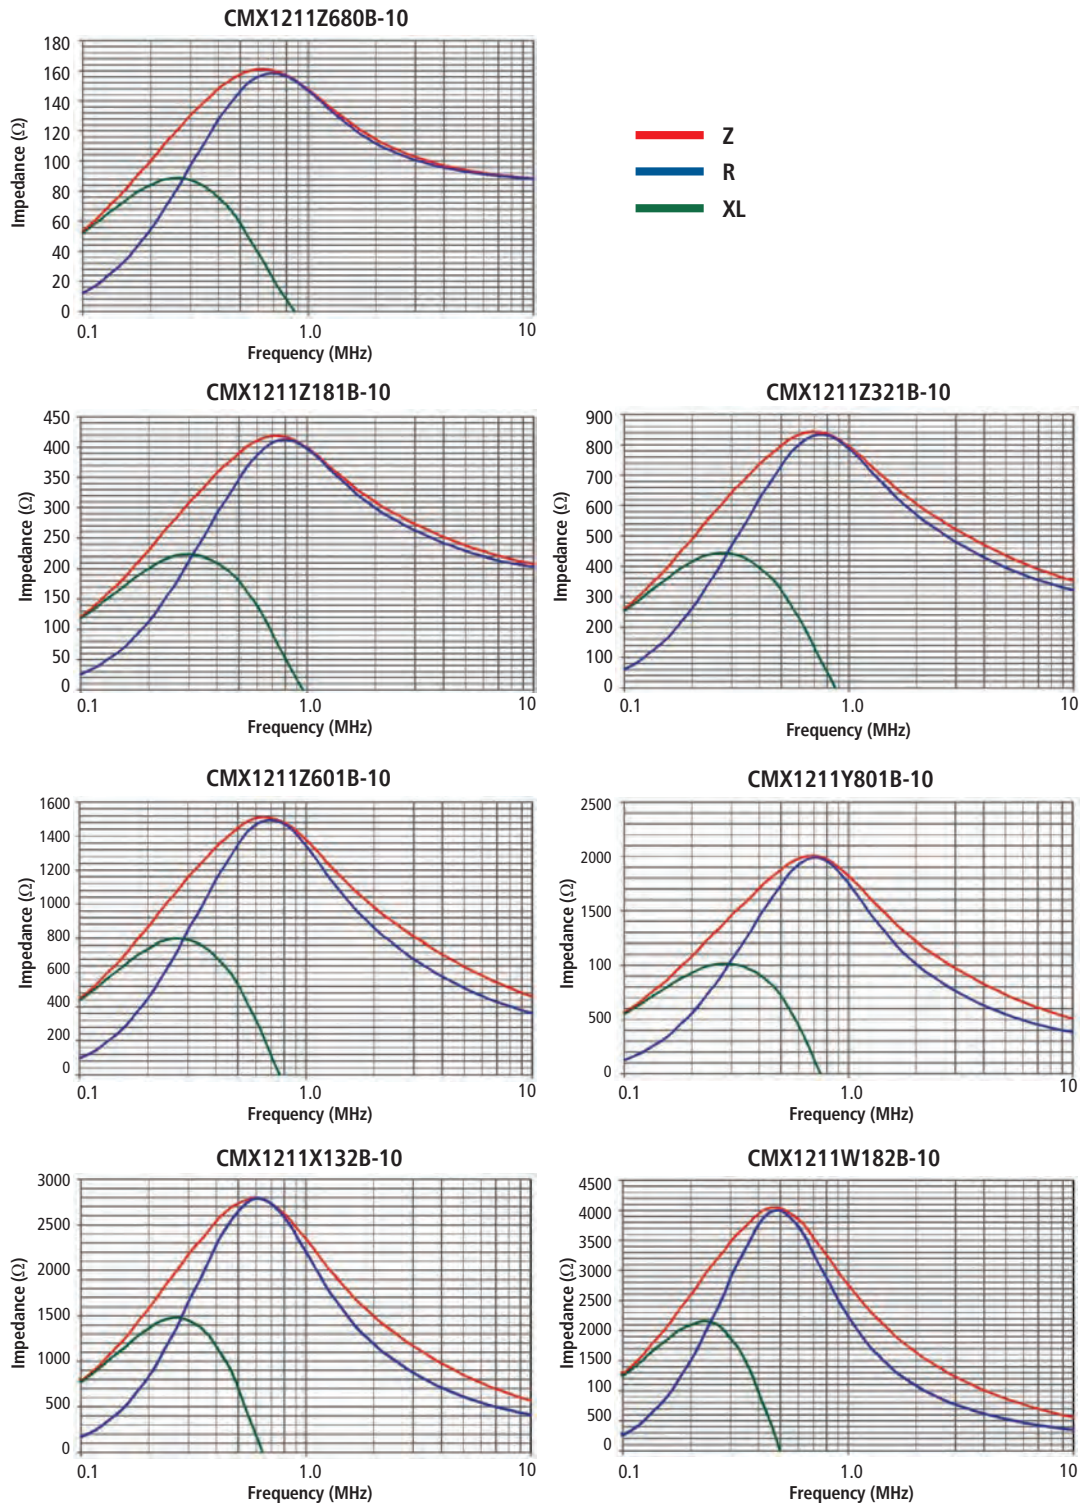 CMX1211Z680B-10
Impedance (Ω)
180
160
140
120
100
80
60
40
20
0
0.1 1.0 10
Frequency (MHz)
Z
R
XL
CMX1211Z181B-10
Impedance (Ω)
450
400
350
300
250
200
150
100
50
0
0.1 1.0 10
Frequency (MHz)
CMX1211Z321B-10
Impedance (Ω)
900
800
700
600
500
400
300
200
100
0
0.1 1.0 10
Frequency (MHz)
CMX1211Z601B-10
Impedance (Ω)
1600
1400
1200
1000
800
600
400
200
0
0.1 1.0 10
Frequency (MHz)
CMX1211Y801B-10
Impedance (Ω)
2500
2000
1500
100
500
0
0.1 1.0 10
Frequency (MHz)
CMX1211X132B-10
Impedance (Ω)
3000
2500
2000
1500
1000
500
0
0.1 1.0 10
Frequency (MHz)
CMX1211W182B-10
Impedance (Ω)
4500
4000
3500
3000
2500
2000
1500
100
500
0
0.1 1.0 10
Frequency (MHz)